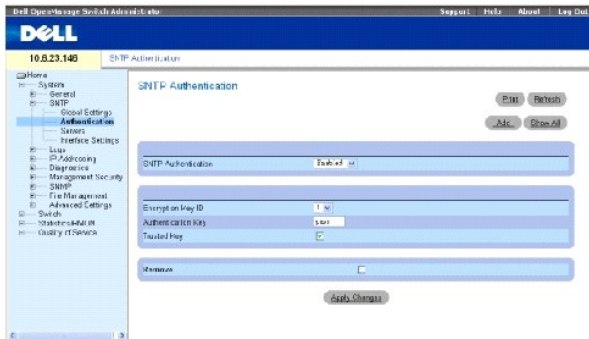 Dell OpenManage Switch Administrator
Support Help About Log Out
DELL
10.6.23.146
SNTP Authentication
Home
System
General
SNTP
Global Settings
Authentication
Servers
Interface Settings
Logs
IP Addressing
Diagnostics
Management Security
SNMP
File Management
Advanced Settings
Switch
Statistics/RMON
Quality of Service
SNTP Authentication
Print Refresh
Add Show All
SNTP Authentication Enabled
Encryption Key ID 1
Authentication Key
Trusted Key
Remove
Apply Changes